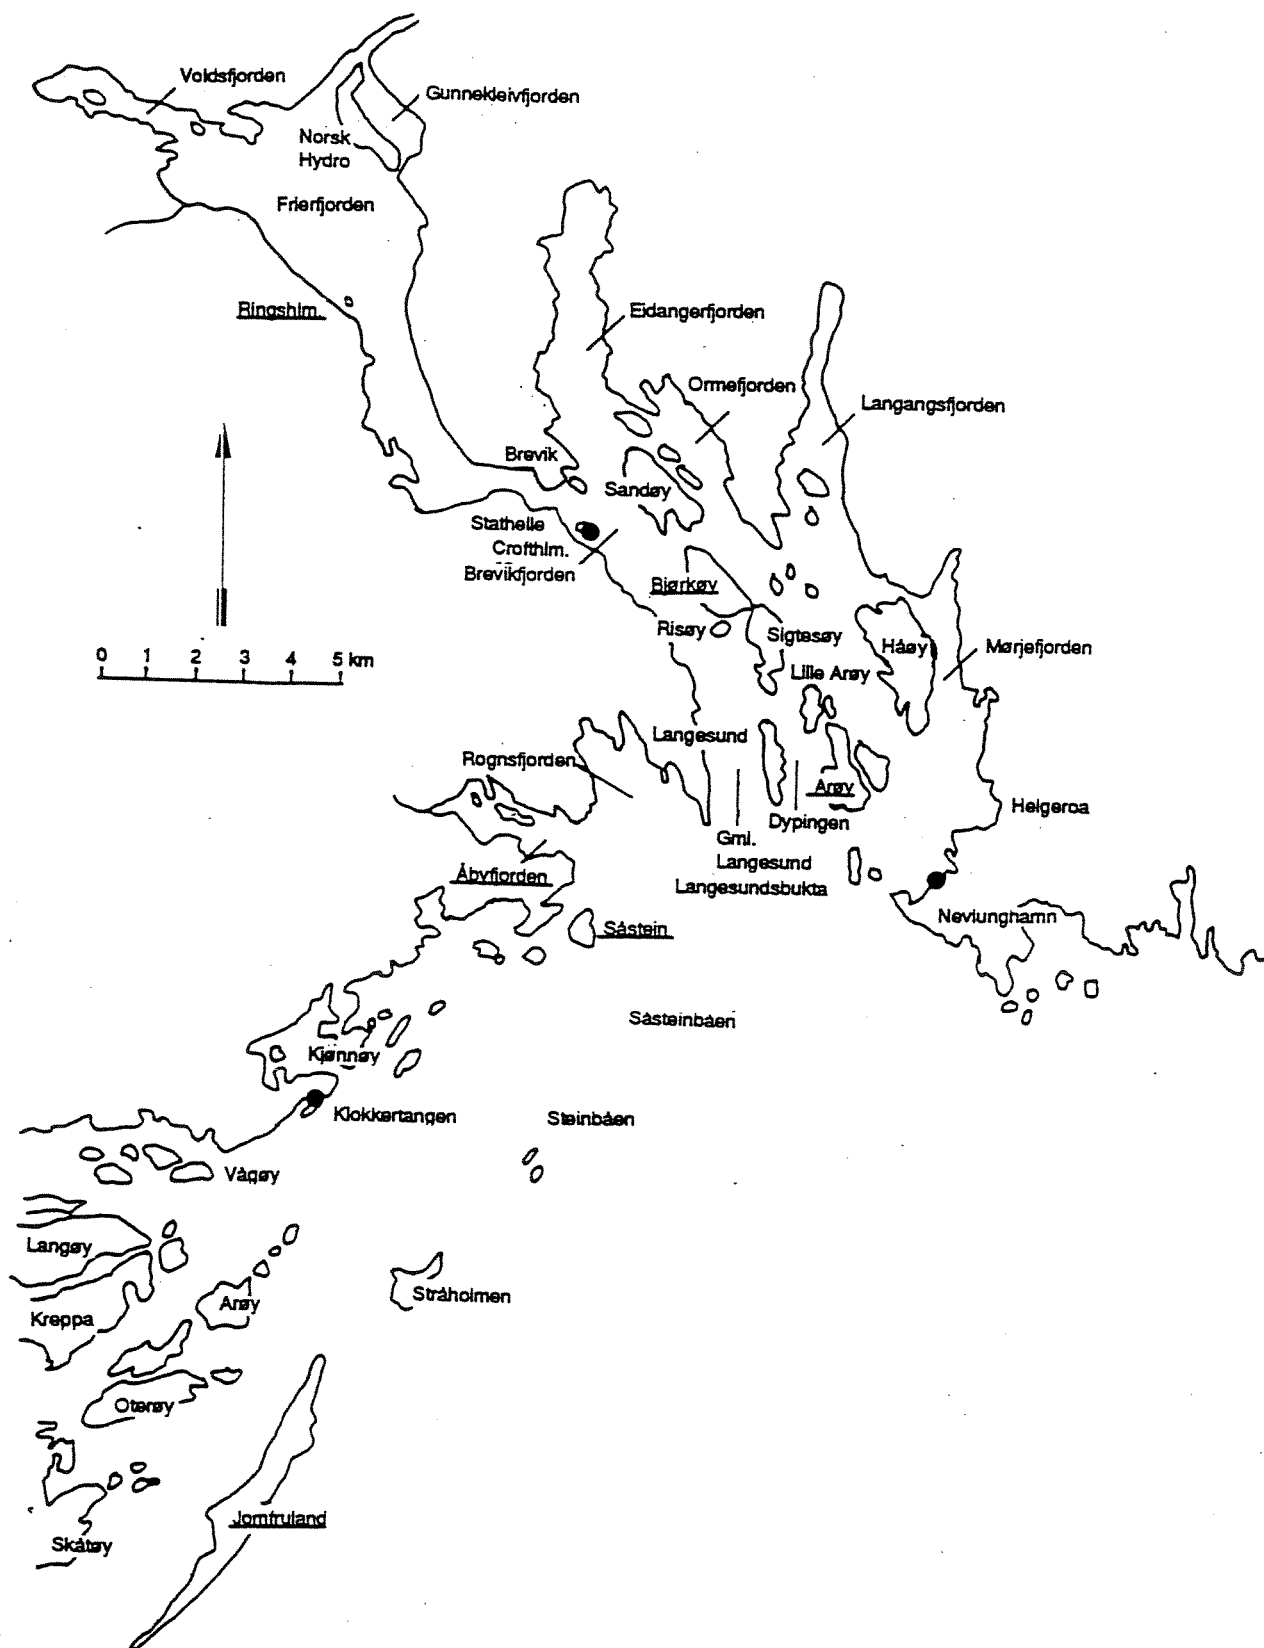 Voldsfjorden
Gunnekleivfjorden
Norsk
Hydro
Frierfjorden
Ringshlm.
Eidangerfjorden
Ormefjorden
Langangsfjorden
Brevik
Sandøy
Stathelle
Crofthlm.
Brevikfjorden
Bjørkøy
Risøy
Sigtesøy
Håøy
Mørjefjorden
0 1 2 3 4 5 km
Lille Arøy
Langesund
Rognsfjorden
Arøy
Helgeroa
Dypingen
Gml.
Langesund
Langesundsbukta
Åbyfjorden
Såstein
Nevlunghamn
Såsteinbåen
Kjønnøy
Klokkertangen
Steinbåen
Vågøy
Langøy
Stråholmen
Arøy
Kreppa
Oterøy
Jomfruland
Skåtøy